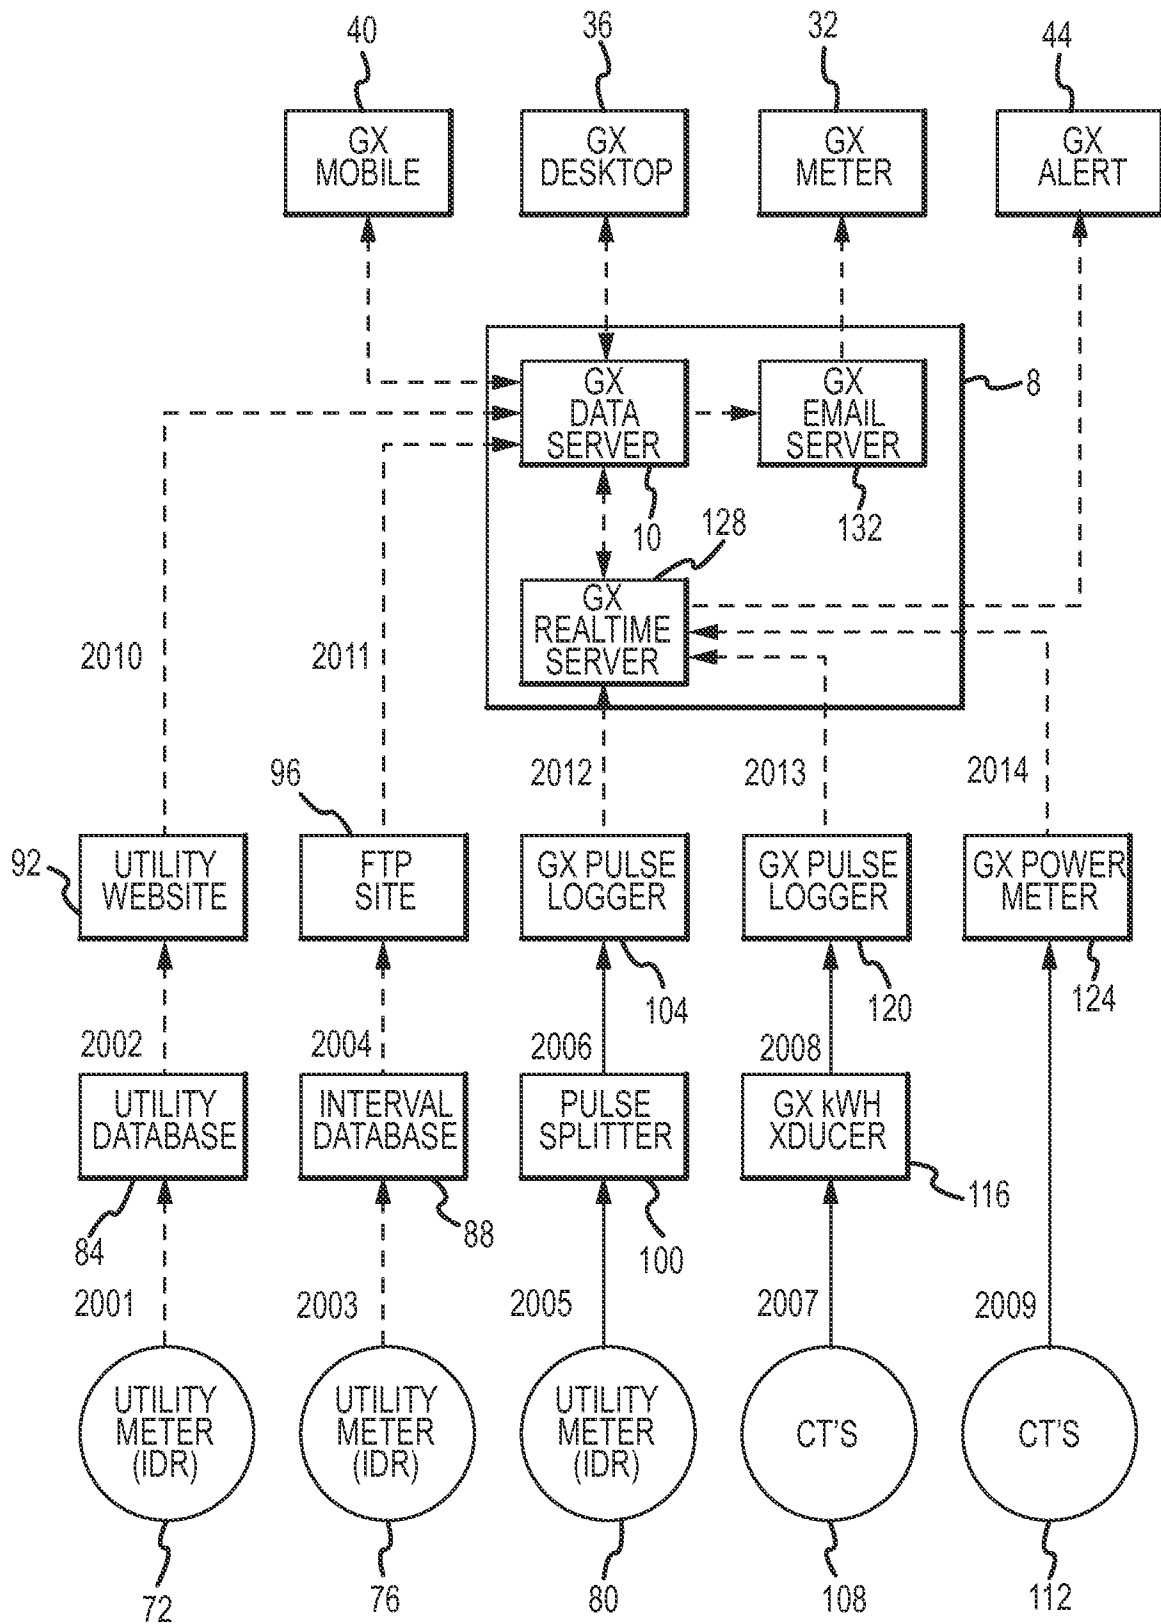 40
36
32
44
GX
MOBILE
GX
DESKTOP
GX
METER
GX
ALERT
8
GX
DATA
SERVER
GX
EMAIL
SERVER
10
128
132
GX
REALTIME
SERVER
2010
2011
2012
2013
2014
96
92
UTILITY
WEBSITE
FTP
SITE
GX PULSE
LOGGER
GX PULSE
LOGGER
GX POWER
METER
104
120
124
2002
2004
2006
2008
UTILITY
DATABASE
INTERVAL
DATABASE
PULSE
SPLITTER
GX kWH
XDUCER
84
88
100
116
2001
2003
2005
2007
2009
UTILITY
METER
(IDR)
UTILITY
METER
(IDR)
UTILITY
METER
(IDR)
CT'S
CT'S
72
76
80
108
112